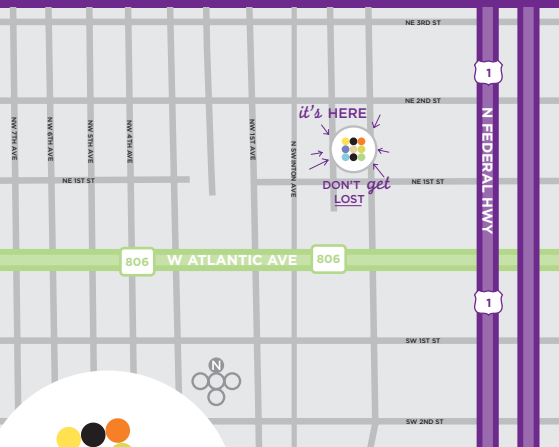 NE 3RD ST
1
NE 2ND ST
it's HERE
NW 7TH AVE
NW 6TH AVE
NW 5TH AVE
NW 4TH AVE
NW 1ST AVE
N SWINTON AVE
N FEDERAL HWY
NE 1ST ST
DON'T get
LOST
NE 1ST ST
806
W ATLANTIC AVE
806
1
SW 1ST ST
N
SW 2ND ST